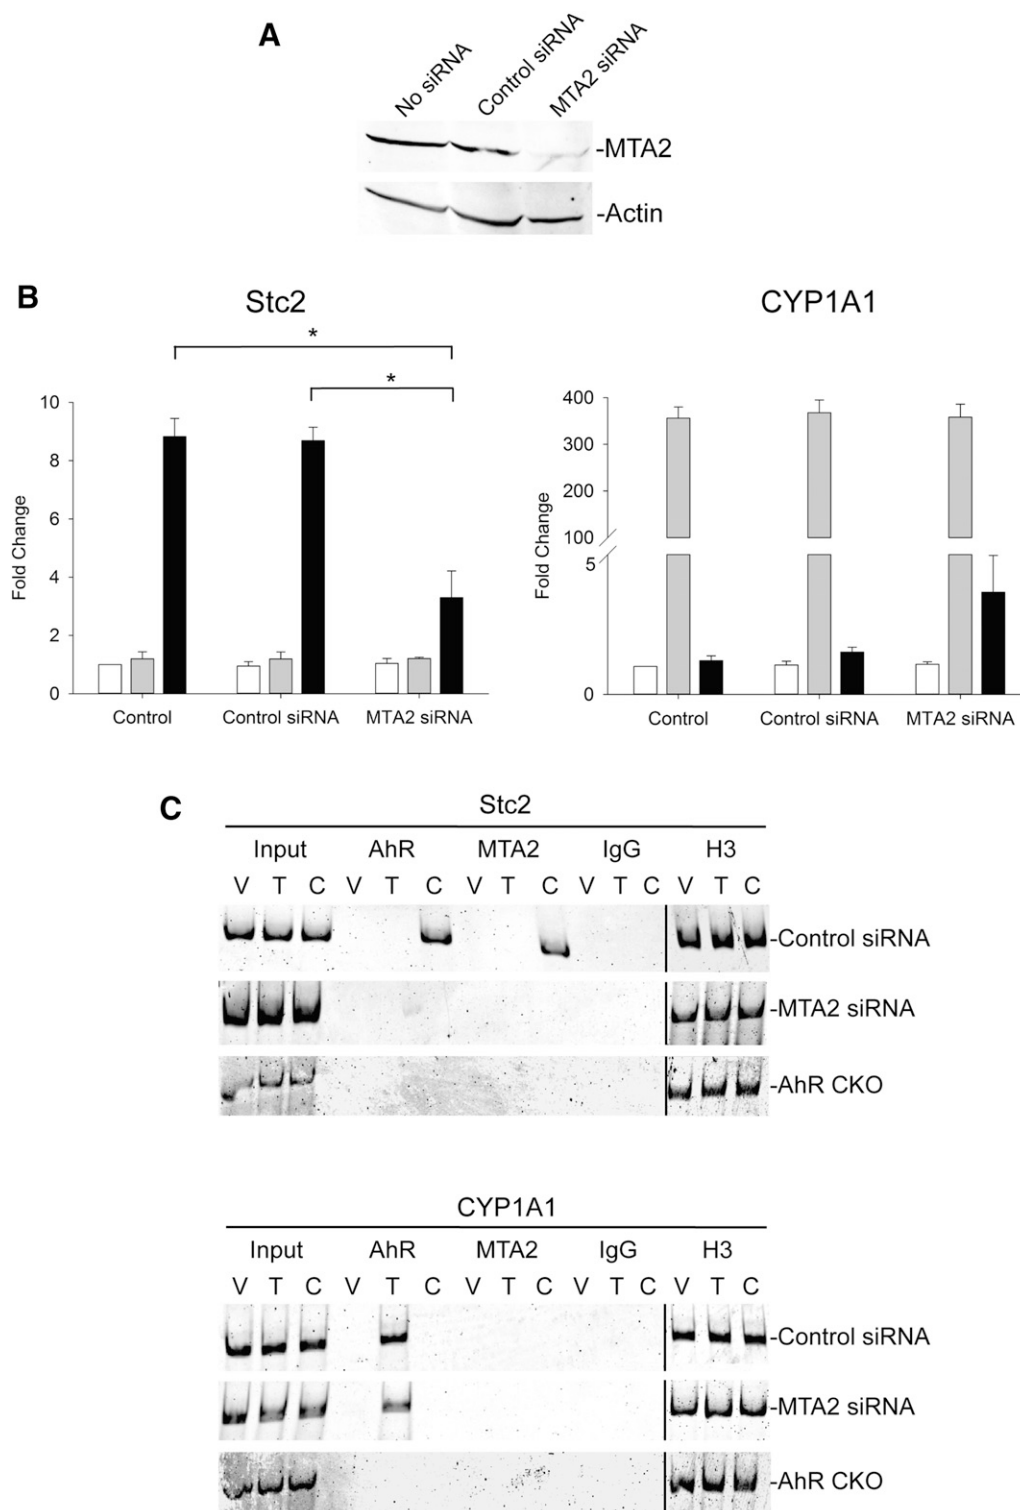 A
No siRNA Control siRNA MTA2 siRNA
-MTA2
-Actin
B
Stc2 CYP1A1
* 
*
Fold Change
10
8
6
4
2
0
Control Control siRNA MTA2 siRNA
Fold Change
400
300
200
100
5
0
Control Control siRNA MTA2 siRNA
C
Stc2
Input AhR MTA2 IgG H3
V T C V T C V T C V T C V T C
-Control siRNA
-MTA2 siRNA
-AhR CKO
CYP1A1
Input AhR MTA2 IgG H3
V T C V T C V T C V T C V T C
-Control siRNA
-MTA2 siRNA
-AhR CKO